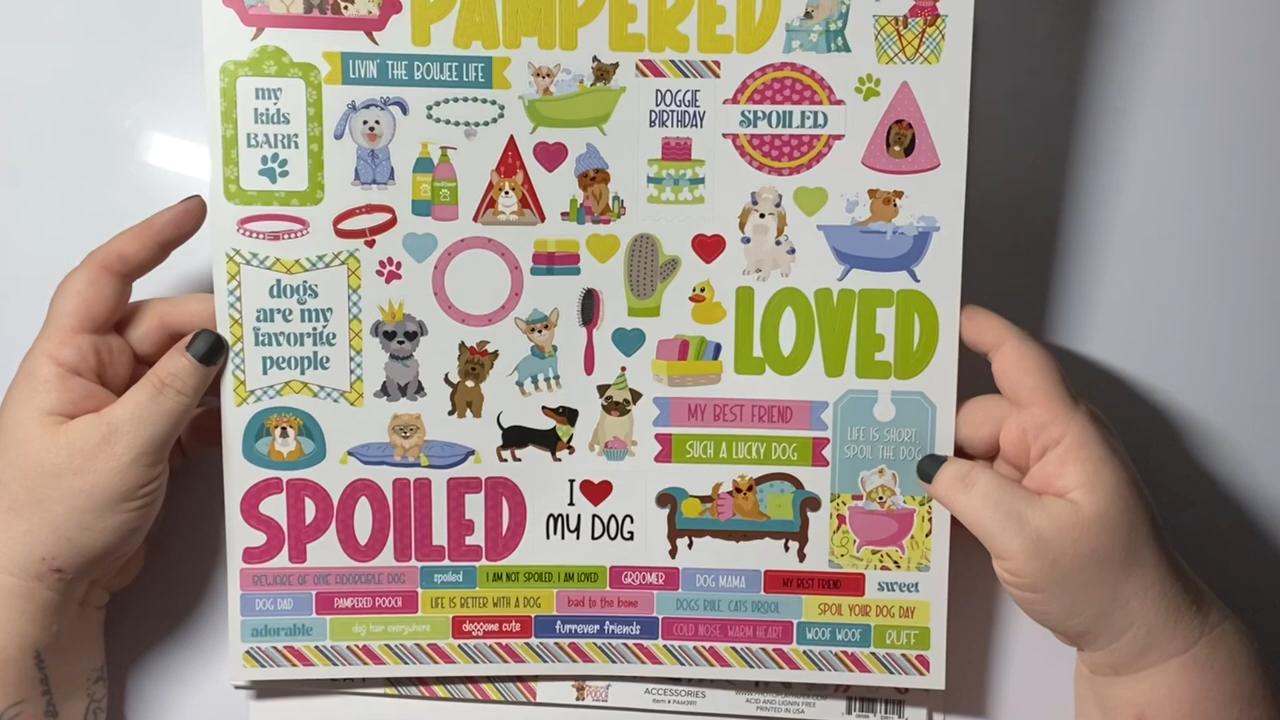 PAMPERED
LIVIN' THE BOUJEE LIFE
my
kids
BARK
DOGGIE
BIRTHDAY
SPOILED
dogs
are my
favorite
people
LOVED
MY BEST FRIEND
SUCH A LUCKY DOG
LIFE IS SHORT,
SPOIL THE DOG
SPOILED
I
MY DOG
BEWARE OF ONE ADORABLE DOG
spoiled
I AM NOT SPOILED, I AM LOVED
GROOMER
DOG MAMA
MY BEST FRIEND
sweet
DOG DAD
PAMPERED POOCH
LIFE IS BETTER WITH A DOG
bad to the bone
DOGS RULE, CATS DROOL
SPOIL YOUR DOG DAY
adorable
dog hair everywhere
doggone cute
furrever friends
COLD NOSE, WARM HEART
WOOF WOOF
RUFF
ACCESSORIES
ACID AND LIGNIN FREE
PRINTED IN USA